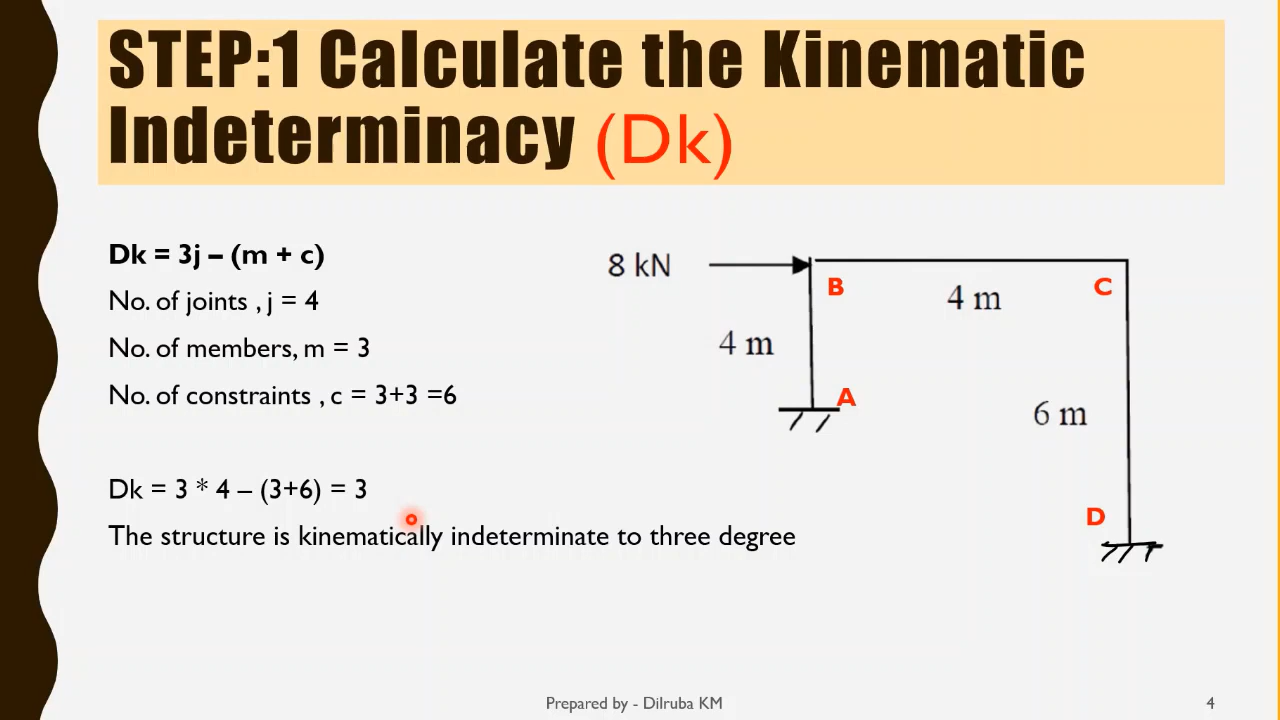 STEP:1 Calculate the Kinematic
Indeterminacy (Dk)
Dk = 3j – (m + c)
No. of joints , j = 4
No. of members, m = 3
No. of constraints , c = 3+3 =6
Dk = 3 * 4 – (3+6) = 3
The structure is kinematically indeterminate to three degree
8 kN
B
C
4 m
4 m
A
6 m
D
Prepared by - Dilruba KM
4